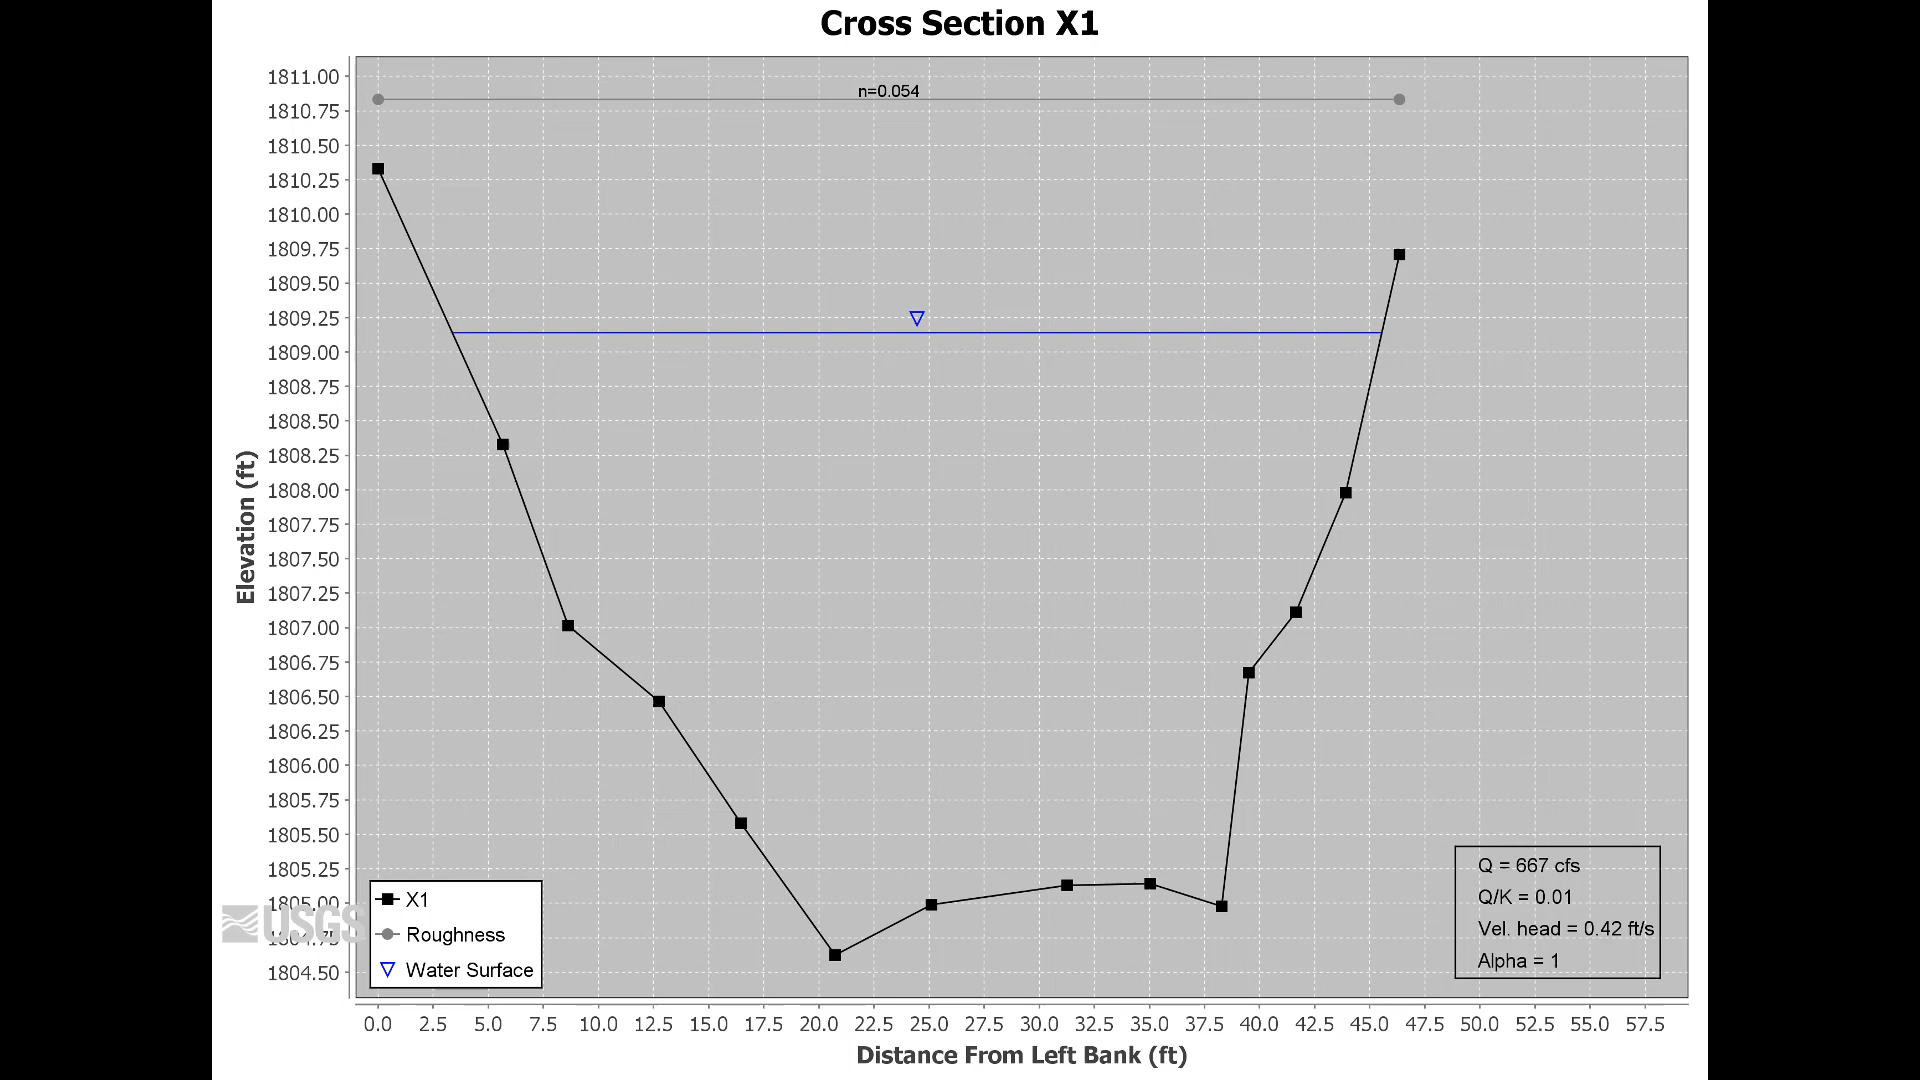 Cross Section X1
1811.00
n=0.054
1810.75
1810.50
1810.25
1810.00
1809.75
1809.50
1809.25
1809.00
1808.75
1808.50
1808.25
1808.00
1807.75
1807.50
1807.25
1807.00
1806.75
1806.50
1806.25
1806.00
1805.75
1805.50
1805.25
1805.00
1804.75
1804.50
Elevation (ft)
USGS
X1
Roughness
Water Surface
Q = 667 cfs
Q/K = 0.01
Vel. head = 0.42 ft/s
Alpha = 1
0.0 2.5 5.0 7.5 10.0 12.5 15.0 17.5 20.0 22.5 25.0 27.5 30.0 32.5 35.0 37.5 40.0 42.5 45.0 47.5 50.0 52.5 55.0 57.5
Distance From Left Bank (ft)